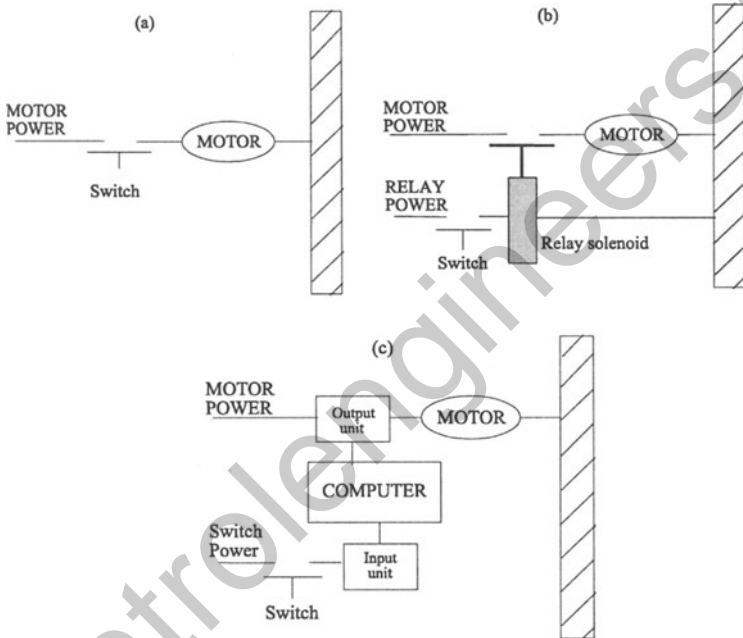 (a)
MOTOR
POWER
MOTOR
Switch
(b)
MOTOR
POWER
MOTOR
RELAY
POWER
Relay solenoid
Switch
(c)
MOTOR
POWER
Output
unit
MOTOR
COMPUTER
Switch
Power
Input
unit
Switch
trolengineers